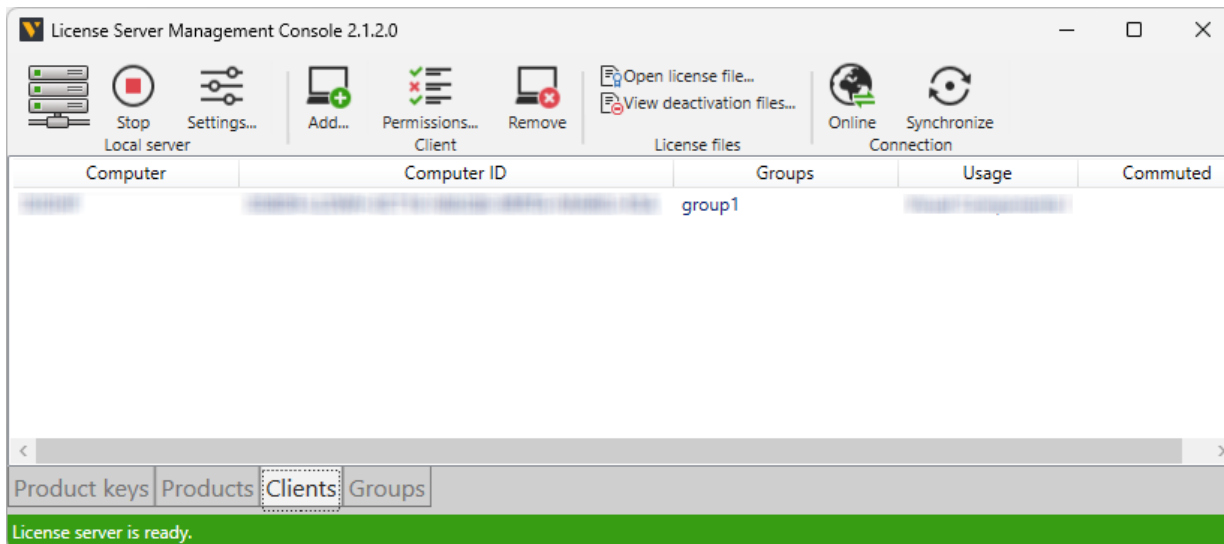 License Server Management Console 2.1.2.0
Stop Settings... Add... Permissions... Remove Open license file... View deactivation files... Online Synchronize
Local server Client License files Connection
Computer Computer ID Groups Usage Commuted
group1
Product keys Products Clients Groups
License server is ready.